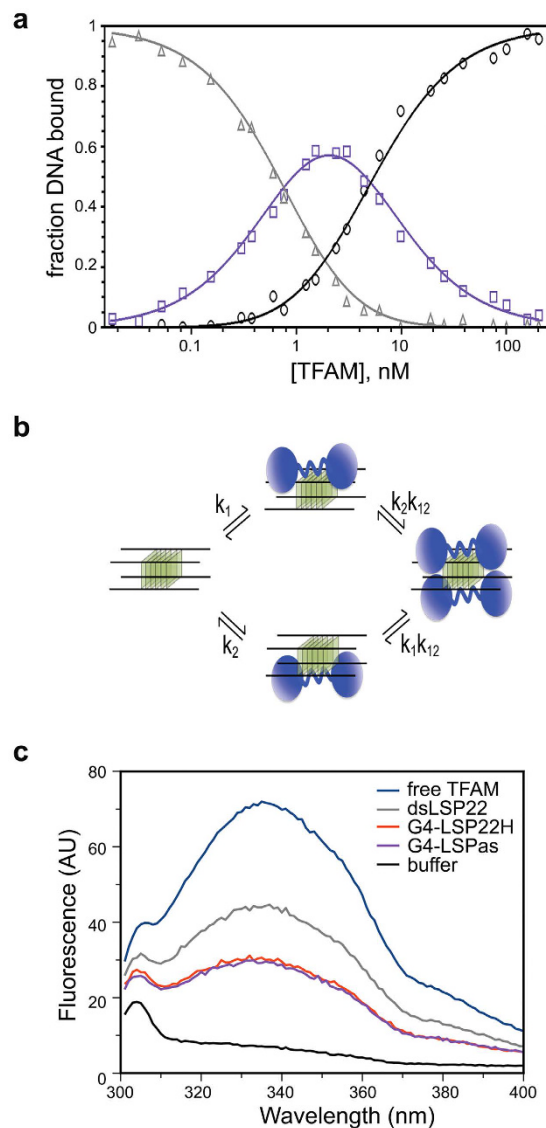 a
fraction DNA bound
1
0.8
0.6
0.4
0.2
0
0.1
1
10
100
[TFAM], nM
b
k1
k2k12
k2
k1k12
c
Fluorescence (AU)
80
60
40
20
0
free TFAM
dsLSP22
G4-LSP22H
G4-LSPas
buffer
300
320
340
360
380
400
Wavelength (nm)